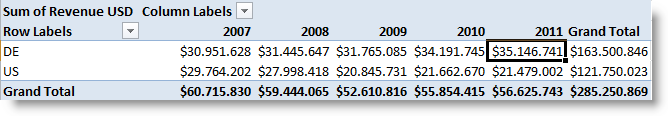 Sum of Revenue USD Column Labels
Row Labels 2007 2008 2009 2010 2011 Grand Total
DE $30.951.628 $31.445.647 $31.765.085 $34.191.745 $35.146.741 $163.500.846
US $29.764.202 $27.998.418 $20.845.731 $21.662.670 $21.479.002 $121.750.023
Grand Total $60.715.830 $59.444.065 $52.610.816 $55.854.415 $56.625.743 $285.250.869